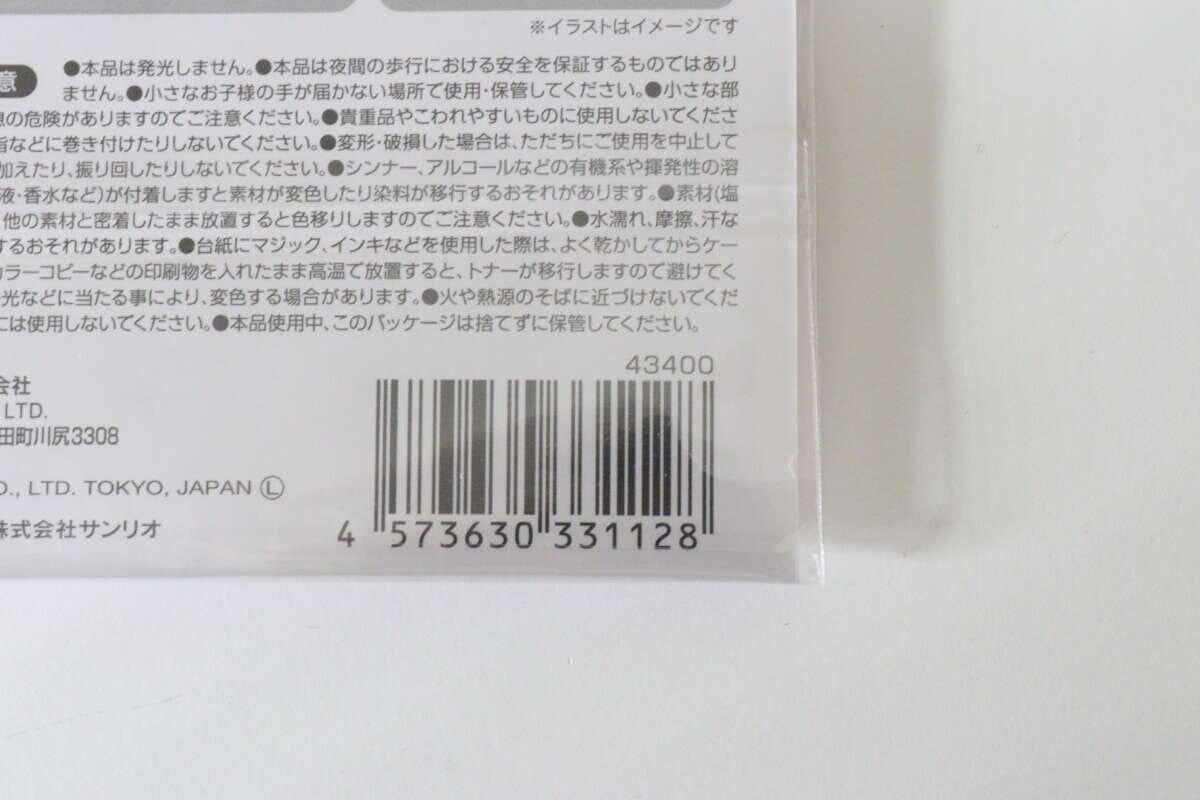 ※イラストはイメージです
意 ●本品は発光しません。●本品は夜間の歩行における安全を保証するものではあり
ません。●小さなお子様の手が届かない場所で使用・保管してください。●小さな部
息の危険がありますのでご注意ください。●貴重品やこわれやすいものに使用しないでくださ
指などに巻き付けたりしないでください。●変形・破損した場合は、ただちにご使用を中止して
加えたり、振り回したりしないでください。●シンナー、アルコールなどの有機系や揮発性の溶
液・香水など)が付着しますと素材が変色したり染料が移行するおそれがあります。●素材(塩
他の素材と密着したまま放置すると色移りしますのでご注意ください。●水濡れ、摩擦、汗な
するおそれがあります。●台紙にマジック、インキなどを使用した際は、よく乾かしてからケー
カラーコピーなどの印刷物を入れたまま高温で放置すると、トナーが移行しますので避けてく
光などに当たる事により、変色する場合があります。●火や熱源のそばに近づけないでくだ
には使用しないでください。●本品使用中、このパッケージは捨てずに保管してください。
43400
会社
LTD.
田町川尻3308
O., LTD. TOKYO, JAPAN Ⓛ
株式会社サンリオ
4 573630 331128